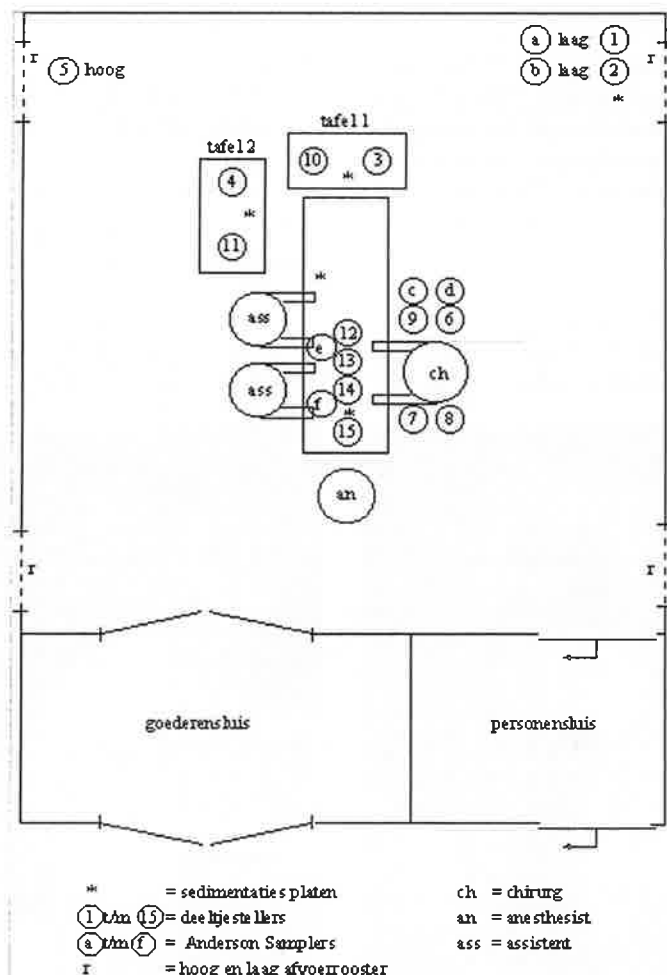 a laag 1
r r
5 hoog b laag 2
*
tafel 1
tafel 2
10 3
*
4
*
11
*
c d
ass 9 6
12
e
13
ch
ass 14
f *
7 8
15
an
r r
goederensluis personensluis
* = sedimentaties platen ch = chirurg
1 t/m 15 = deeltjestellers an = anesthesist
a t/m f = Anderson Samplers ass = assistent
r = hoog en laag afvoerrooster